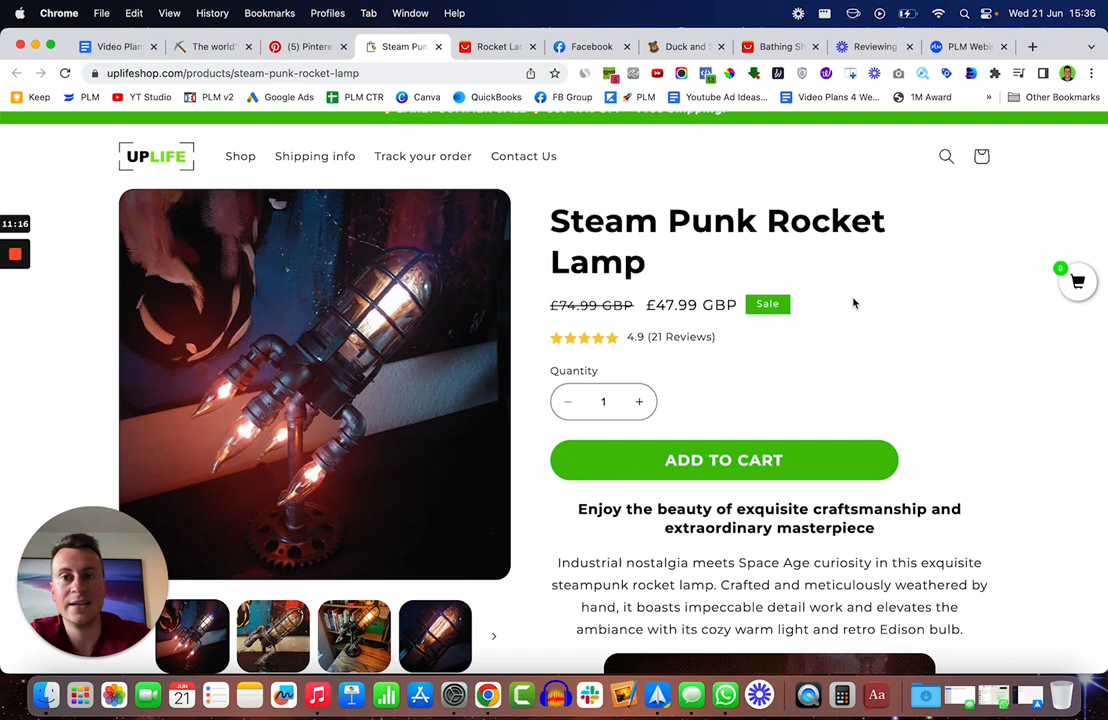 Chrome File Edit View History Bookmarks Profiles Tab Window Help Wed 21 Jun 15:36
Video Plan The world' (5) Pintere Steam Pun Rocket Lar Facebook Duck and Bathing Sh Reviewing PLM Webin
uplifeshop.com/products/steam-punk-rocket-lamp
Keep PLM YT Studio PLM v2 Google Ads PLM CTR Canva QuickBooks FB Group PLM Youtube Ad Ideas... Video Plans 4 We... 1M Award » Other Bookmarks
UPLIFE Shop Shipping info Track your order Contact Us
11:16
Steam Punk Rocket
Lamp
0
£74.99 GBP £47.99 GBP Sale
4.9 (21 Reviews)
Quantity
− 1 +
ADD TO CART
Enjoy the beauty of exquisite craftsmanship and
extraordinary masterpiece
Industrial nostalgia meets Space Age curiosity in this exquisite
steampunk rocket lamp. Crafted and meticulously weathered by
hand, it boasts impeccable detail work and elevates the
ambiance with its cozy warm light and retro Edison bulb.
JUN
21
Aa